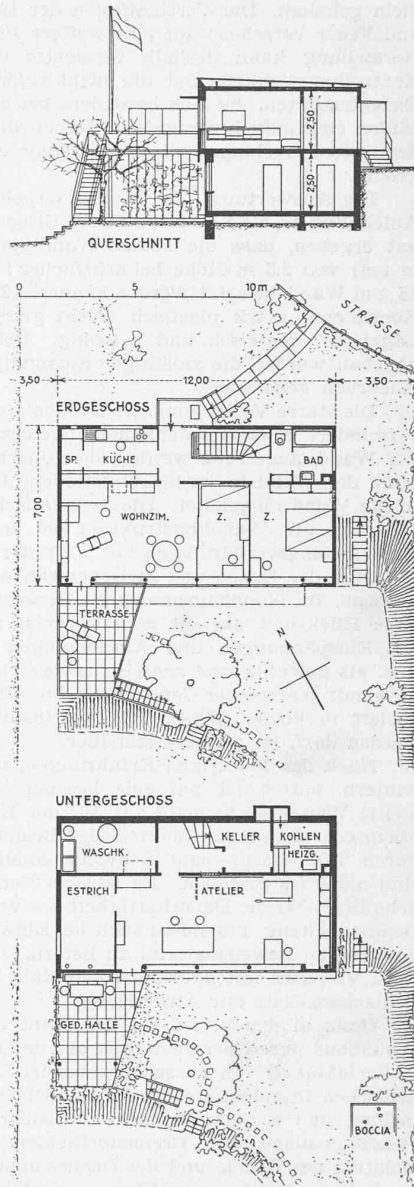 2,50
2,50
QUERSCHNITT
0 5 10 m
STRASSE
3,50 12,00 3,50
ERDGESCHOSS
SP. KÜCHE BAD
7,00
WOHNZIM. Z. Z.
TERRASSE
N
UNTERGESCHOSS
WASCHK. KELLER KOHLEN
HEIZG.
ESTRICH ATELIER
GED. HALLE
BOCCIA